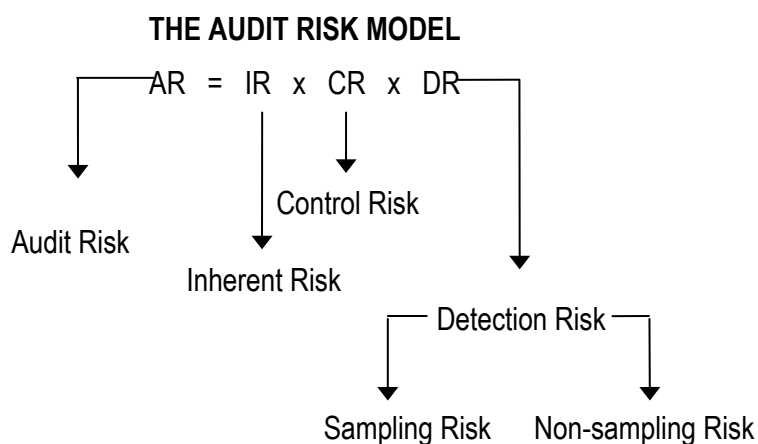 THE AUDIT RISK MODEL
AR = IR x CR x DR
Control Risk
Audit Risk
Inherent Risk
Detection Risk
Sampling Risk Non-sampling Risk